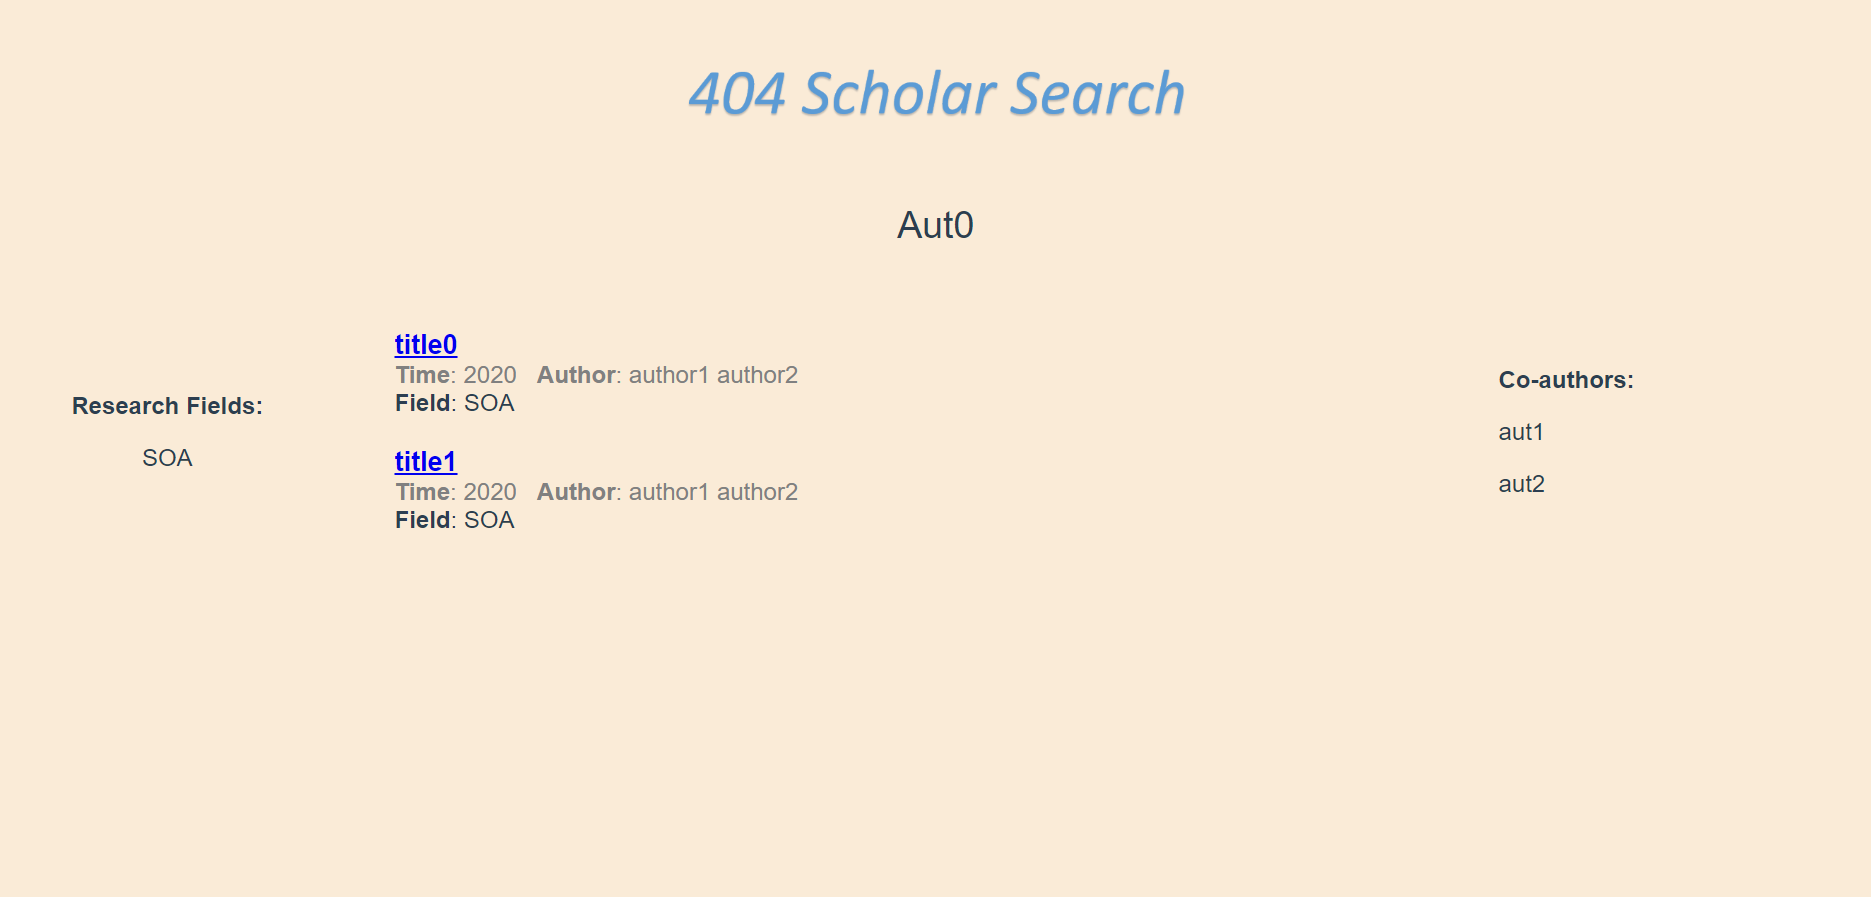 404 Scholar Search
Aut0
Research Fields:
SOA
title0
Time: 2020 Author: author1 author2
Field: SOA
title1
Time: 2020 Author: author1 author2
Field: SOA
Co-authors:
aut1
aut2